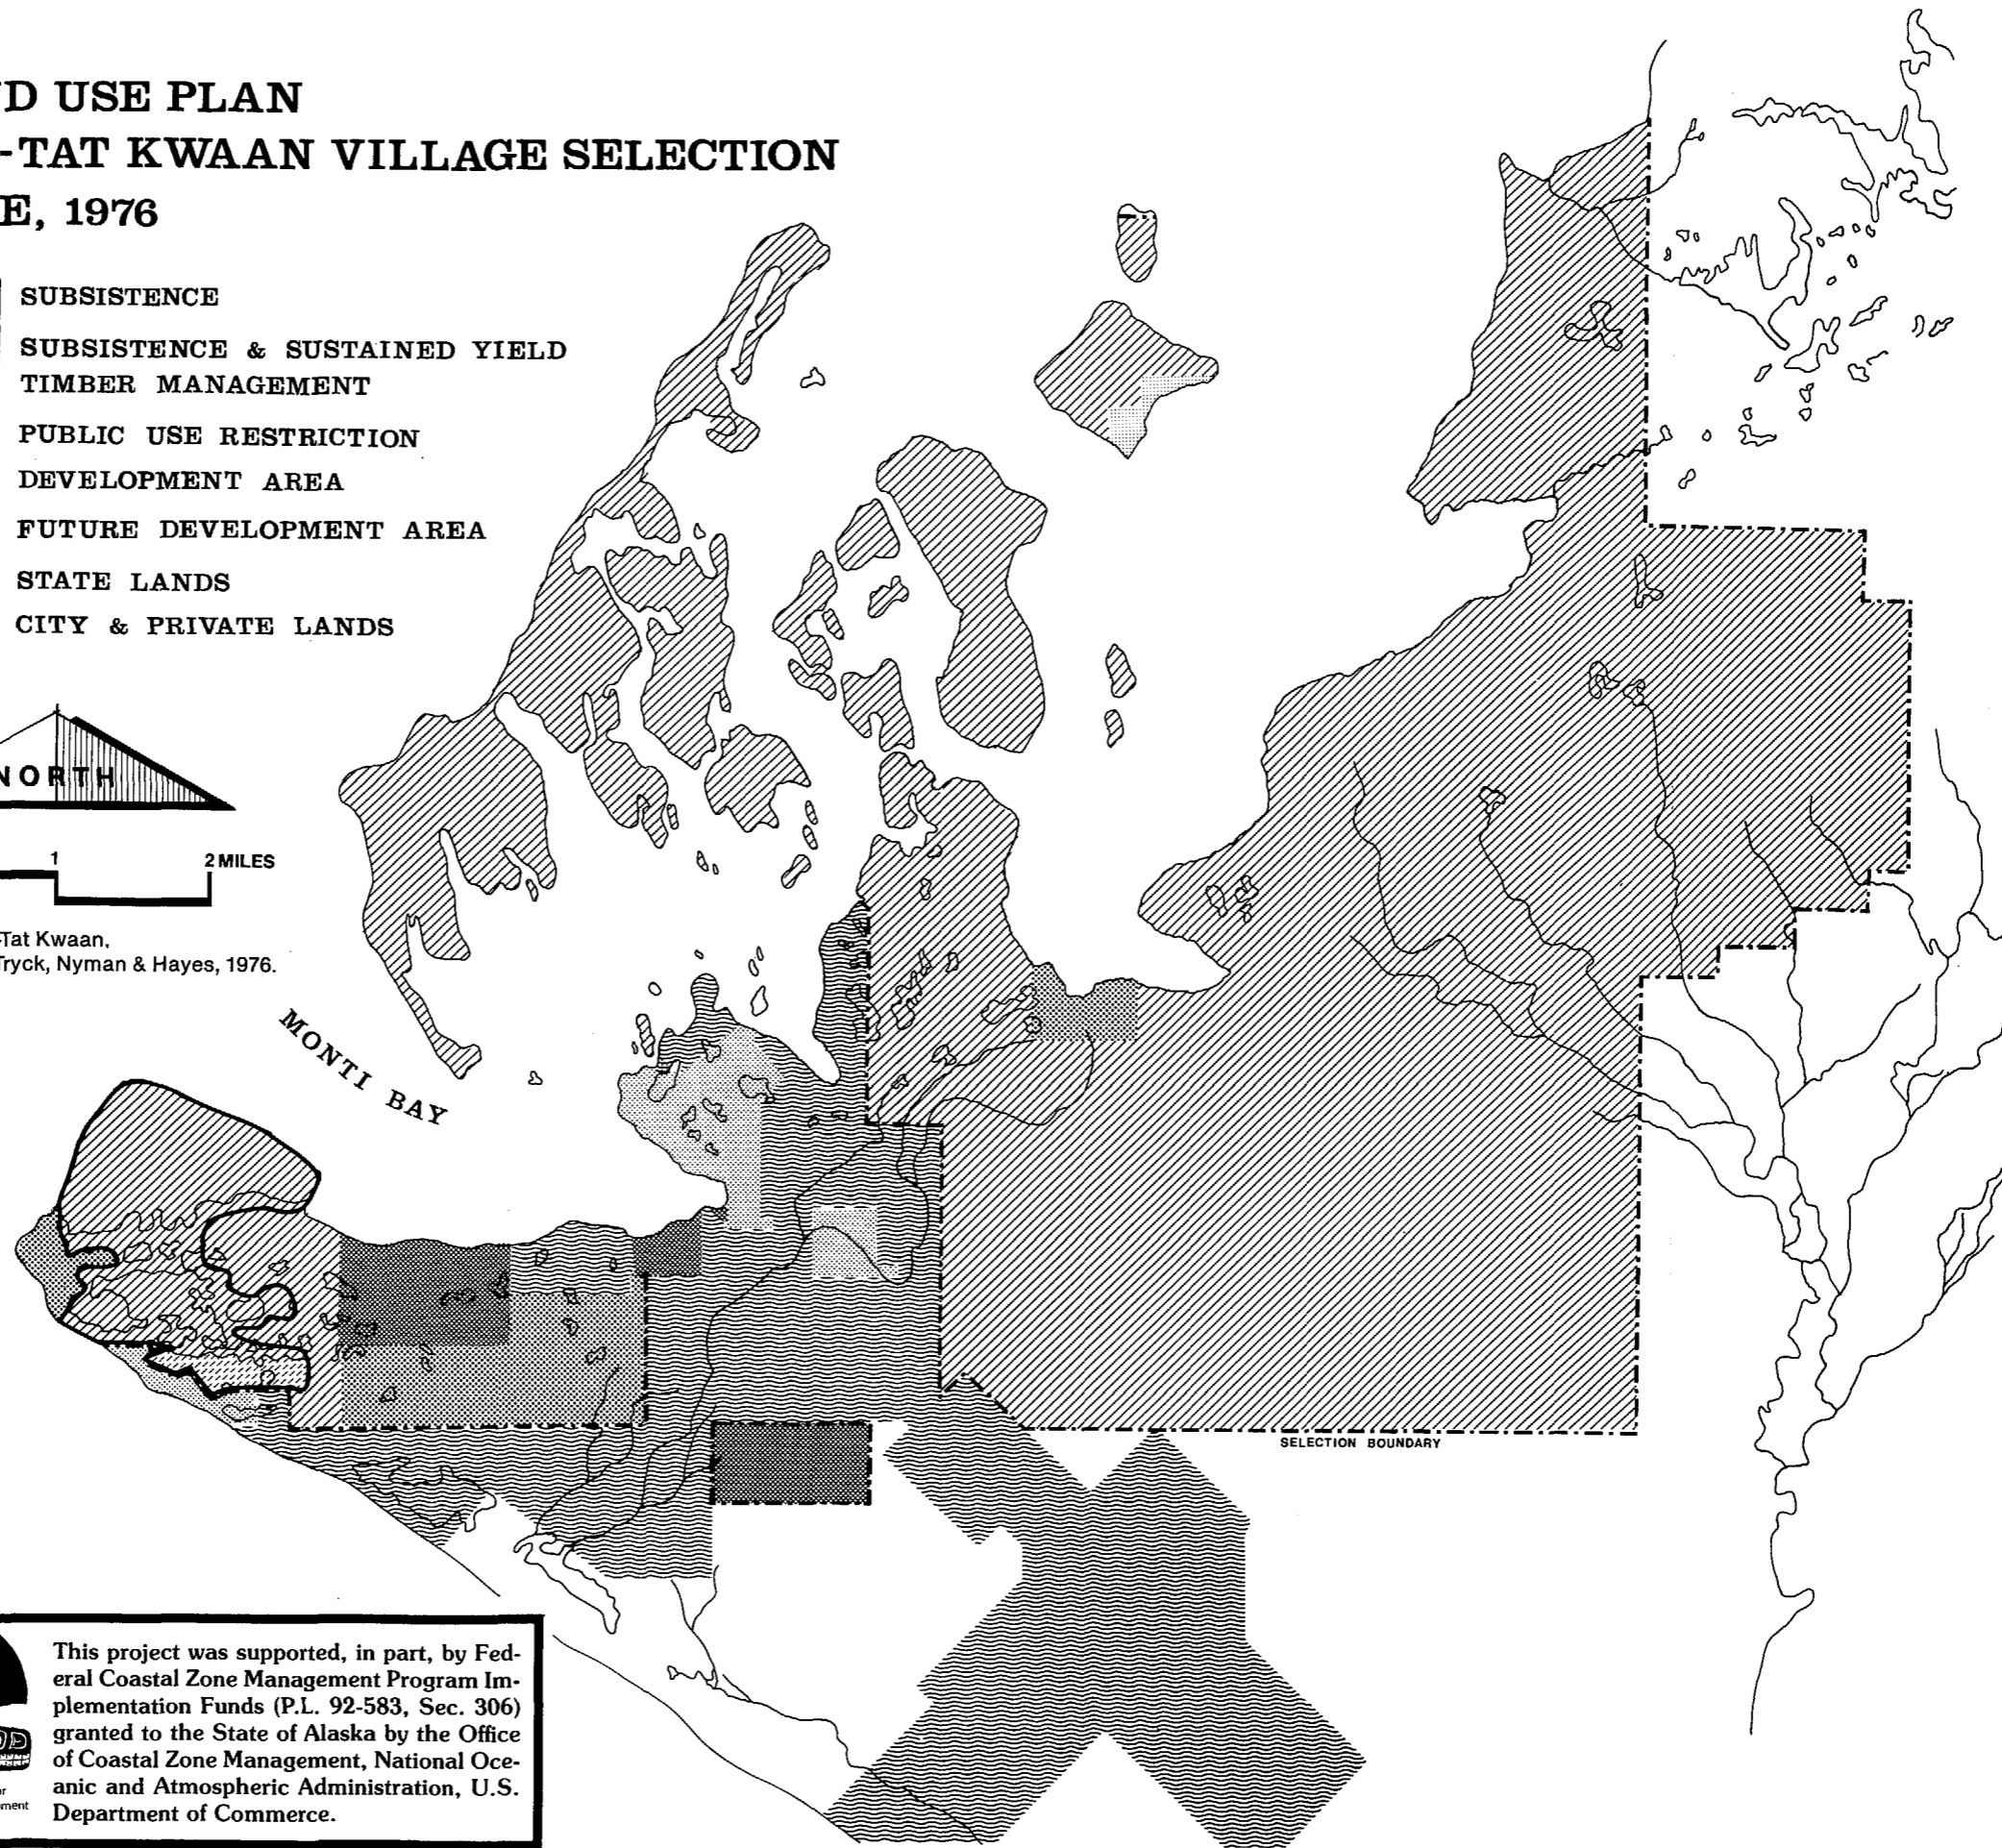 D USE PLAN
-TAT KWAAN VILLAGE SELECTION
E, 1976
SUBSISTENCE
SUBSISTENCE & SUSTAINED YIELD
TIMBER MANAGEMENT
PUBLIC USE RESTRICTION
DEVELOPMENT AREA
FUTURE DEVELOPMENT AREA
STATE LANDS
CITY & PRIVATE LANDS
NORTH
1 2 MILES
-Tat Kwaan,
Tryck, Nyman & Hayes, 1976.
MONTI BAY
SELECTION BOUNDARY
This project was supported, in part, by Fed-
eral Coastal Zone Management Program Im-
plementation Funds (P.L. 92-583, Sec. 306)
granted to the State of Alaska by the Office
of Coastal Zone Management, National Oce-
anic and Atmospheric Administration, U.S.
Department of Commerce.